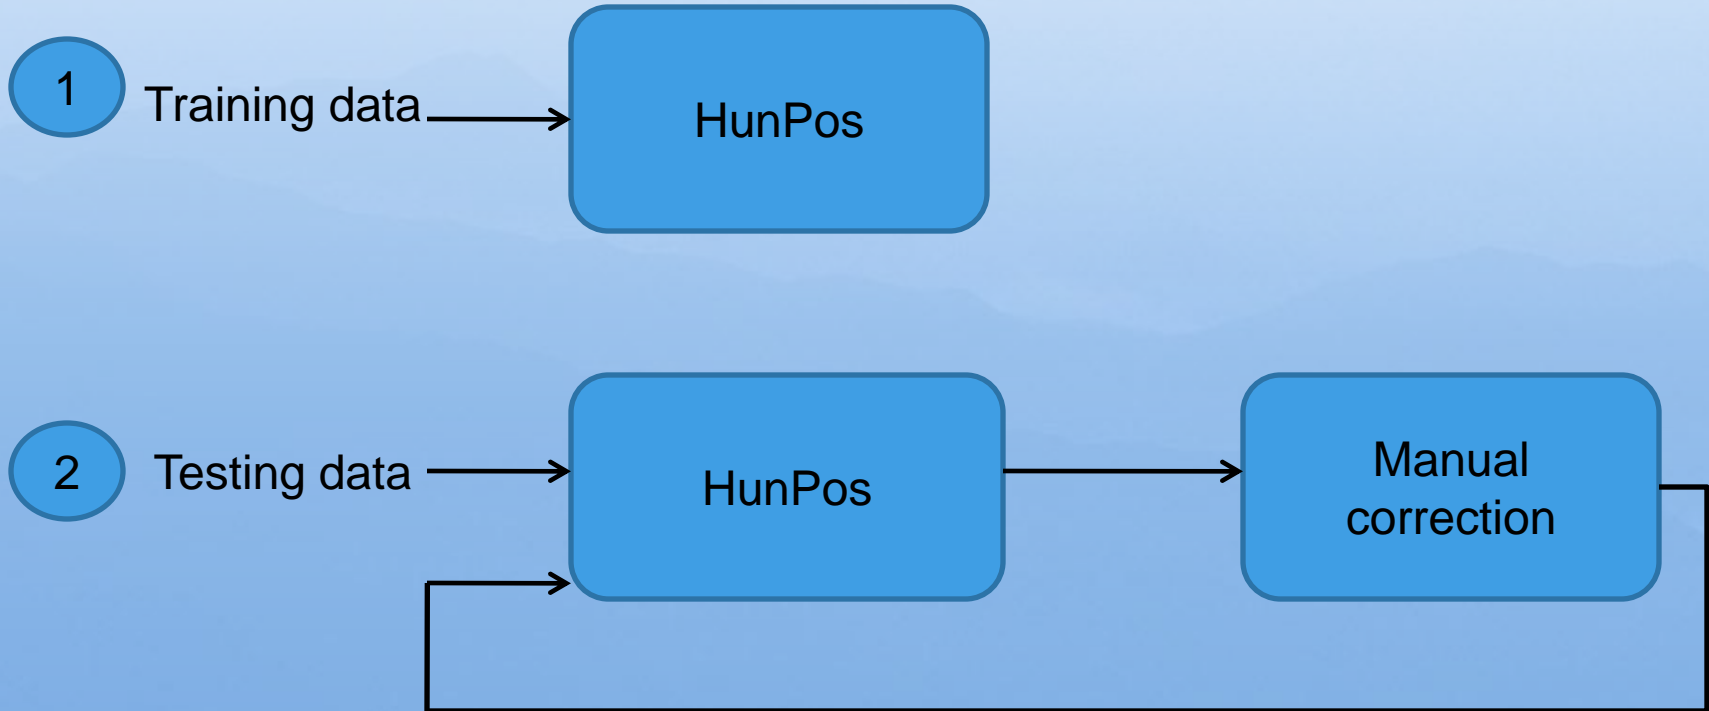 1
Training data
HunPos
2
Testing data
HunPos
Manual
correction